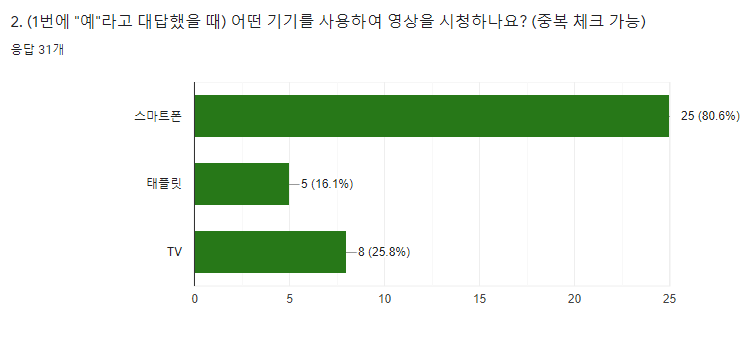 2. (1번에 "예"라고 대답했을 때) 어떤 기기를 사용하여 영상을 시청하나요? (중복 체크 가능)
응답 31개
스마트폰 25 (80.6%)
태플릿 5 (16.1%)
TV 8 (25.8%)
0 5 10 15 20 25